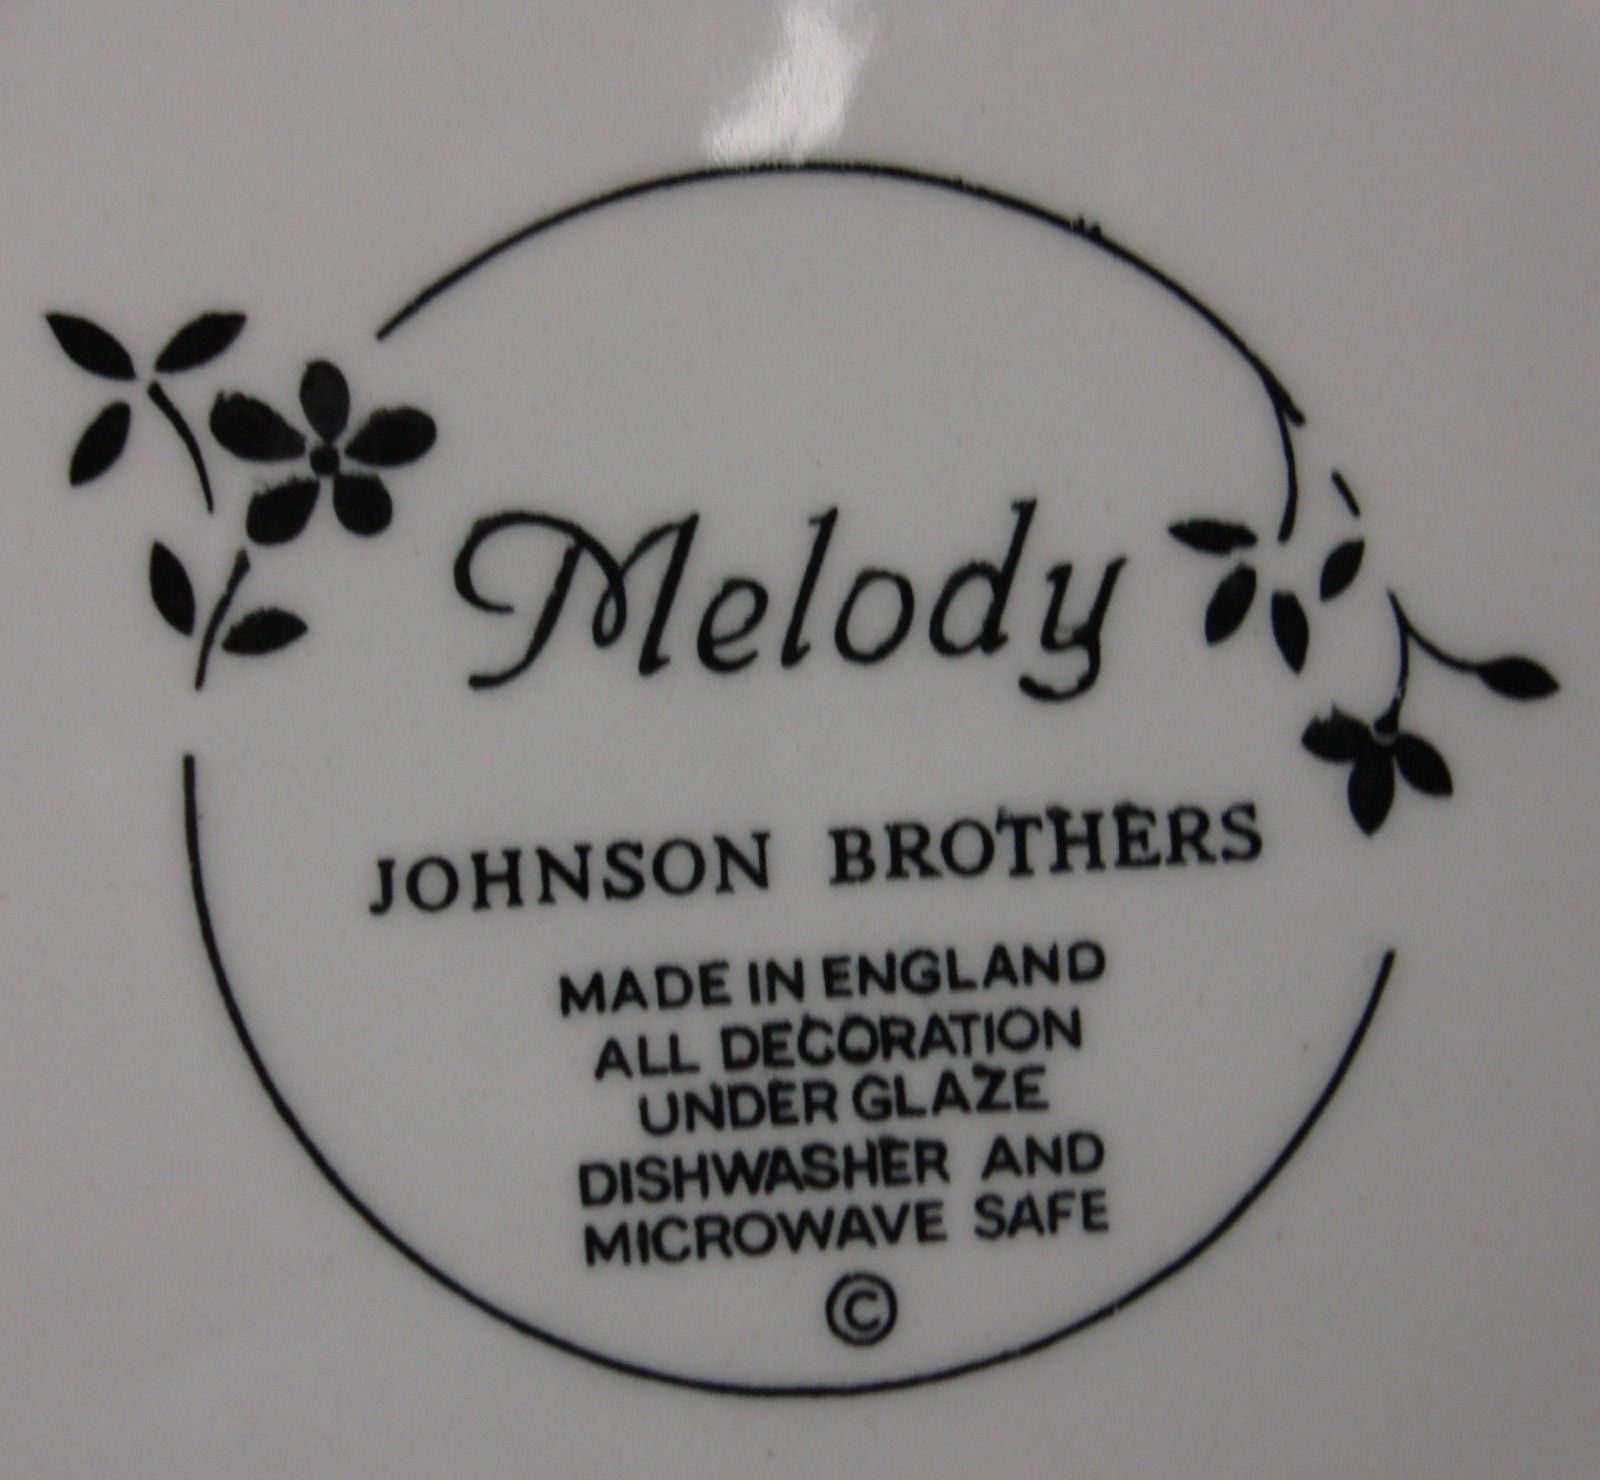 Melody
JOHNSON BROTHERS
MADE IN ENGLAND
ALL DECORATION
UNDER GLAZE
DISHWASHER AND
MICROWAVE SAFE
©